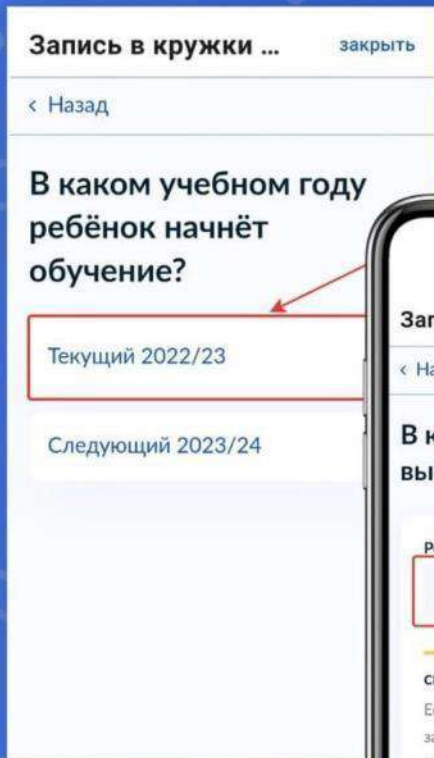 Запись в кружки ...
закрыть
< Назад
В каком учебном году
ребёнок начнёт
обучение?
Текущий 2022/23
Следующий 2023/24